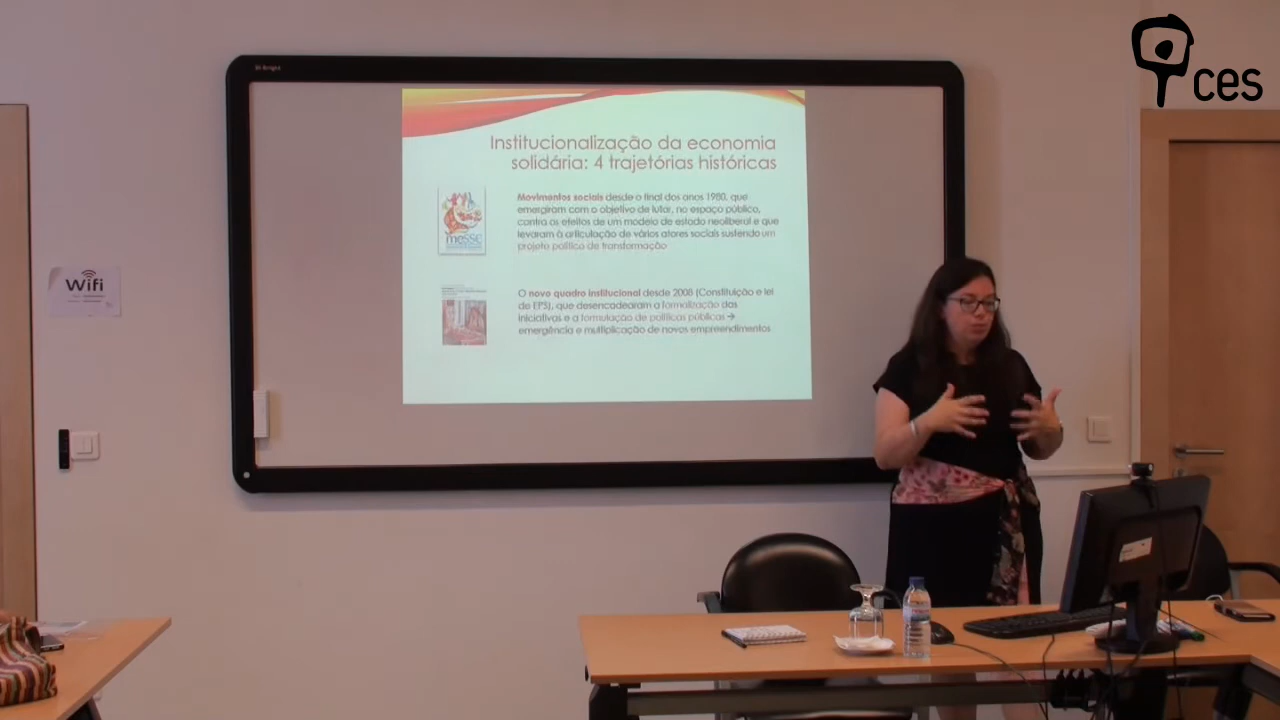 ces
Institucionalização da economia
solidária: 4 trajetórias históricas
Movimentos sociais desde o final dos anos 1980, que
emergiram com o objetivo de lutar, no espaço público,
contra os efeitos de um modelo de estado neoliberal e que
levaram à articulação de vários atores sociais sustendo um
projeto político de transformação
meSSE
O novo quadro institucional desde 2008 (Constituição e lei
de EPS), que desencadearam a formalização das
iniciativas e a formulação de políticas públicas →
emergência e multiplicação de novos empreendimentos
Wifi